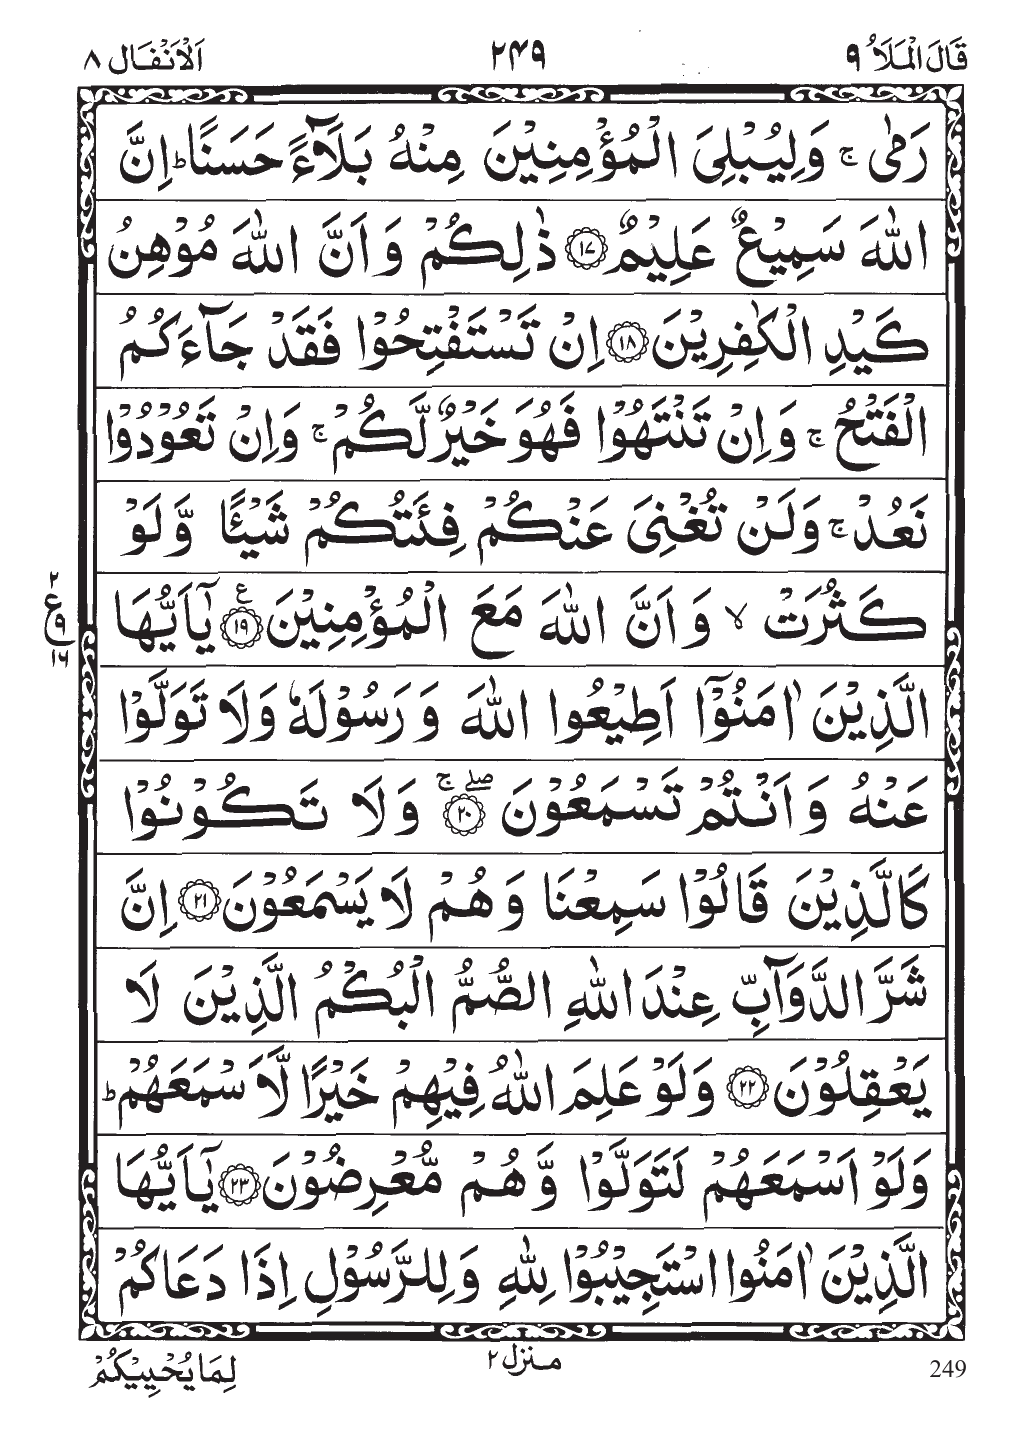 قَالَ الْمَلَاُ ٩ ٢٤٩ اَلْاَنْفَال ٨
رَمٰى ۚ وَلِيُبْلِىَ الْمُؤْمِنِيْنَ مِنْهُ بَلَآءً حَسَنًا ؕ اِنَّ
اللّٰهَ سَمِيْعٌ عَلِيْمٌ ﴿١٧﴾ ذٰلِكُمْ وَ اَنَّ اللّٰهَ مُوْهِنُ
كَيْدِ الْكٰفِرِيْنَ ﴿١٨﴾ اِنْ تَسْتَفْتِحُوْا فَقَدْ جَآءَكُمُ
الْفَتْحُ ۚ وَاِنْ تَنْتَهُوْا فَهُوَ خَيْرٌ لَّكُمْ ۚ وَاِنْ تَعُوْدُوْا
نَعُدْ ۚ وَلَنْ تُغْنِىَ عَنْكُمْ فِئَتُكُمْ شَيْـًٔا وَّلَوْ
كَثُرَتْ ۙ وَ اَنَّ اللّٰهَ مَعَ الْمُؤْمِنِيْنَ ﴿١٩﴾ ع يٰۤاَيُّهَا
٢
ع
٩
١٦
الَّذِيْنَ اٰمَنُوْۤا اَطِيْعُوا اللّٰهَ وَ رَسُوْلَهٗ وَلَا تَوَلَّوْا
عَنْهُ وَ اَنْتُمْ تَسْمَعُوْنَ ﴿٢٠﴾ ۖۚ وَلَا تَكُوْنُوْا
كَالَّذِيْنَ قَالُوْا سَمِعْنَا وَهُمْ لَا يَسْمَعُوْنَ ﴿٢١﴾ اِنَّ
شَرَّ الدَّوَآبِّ عِنْدَ اللّٰهِ الصُّمُّ الْبُكْمُ الَّذِيْنَ لَا
يَعْقِلُوْنَ ﴿٢٢﴾ وَلَوْ عَلِمَ اللّٰهُ فِيْهِمْ خَيْرًا لَّاَسْمَعَهُمْ ؕ
وَلَوْ اَسْمَعَهُمْ لَتَوَلَّوْا وَّهُمْ مُّعْرِضُوْنَ ﴿٢٣﴾ يٰۤاَيُّهَا
الَّذِيْنَ اٰمَنُوا اسْتَجِيْبُوْا لِلّٰهِ وَلِلرَّسُوْلِ اِذَا دَعَاكُمْ
249 منزل ٢ لِمَا يُحْيِيْكُمْ